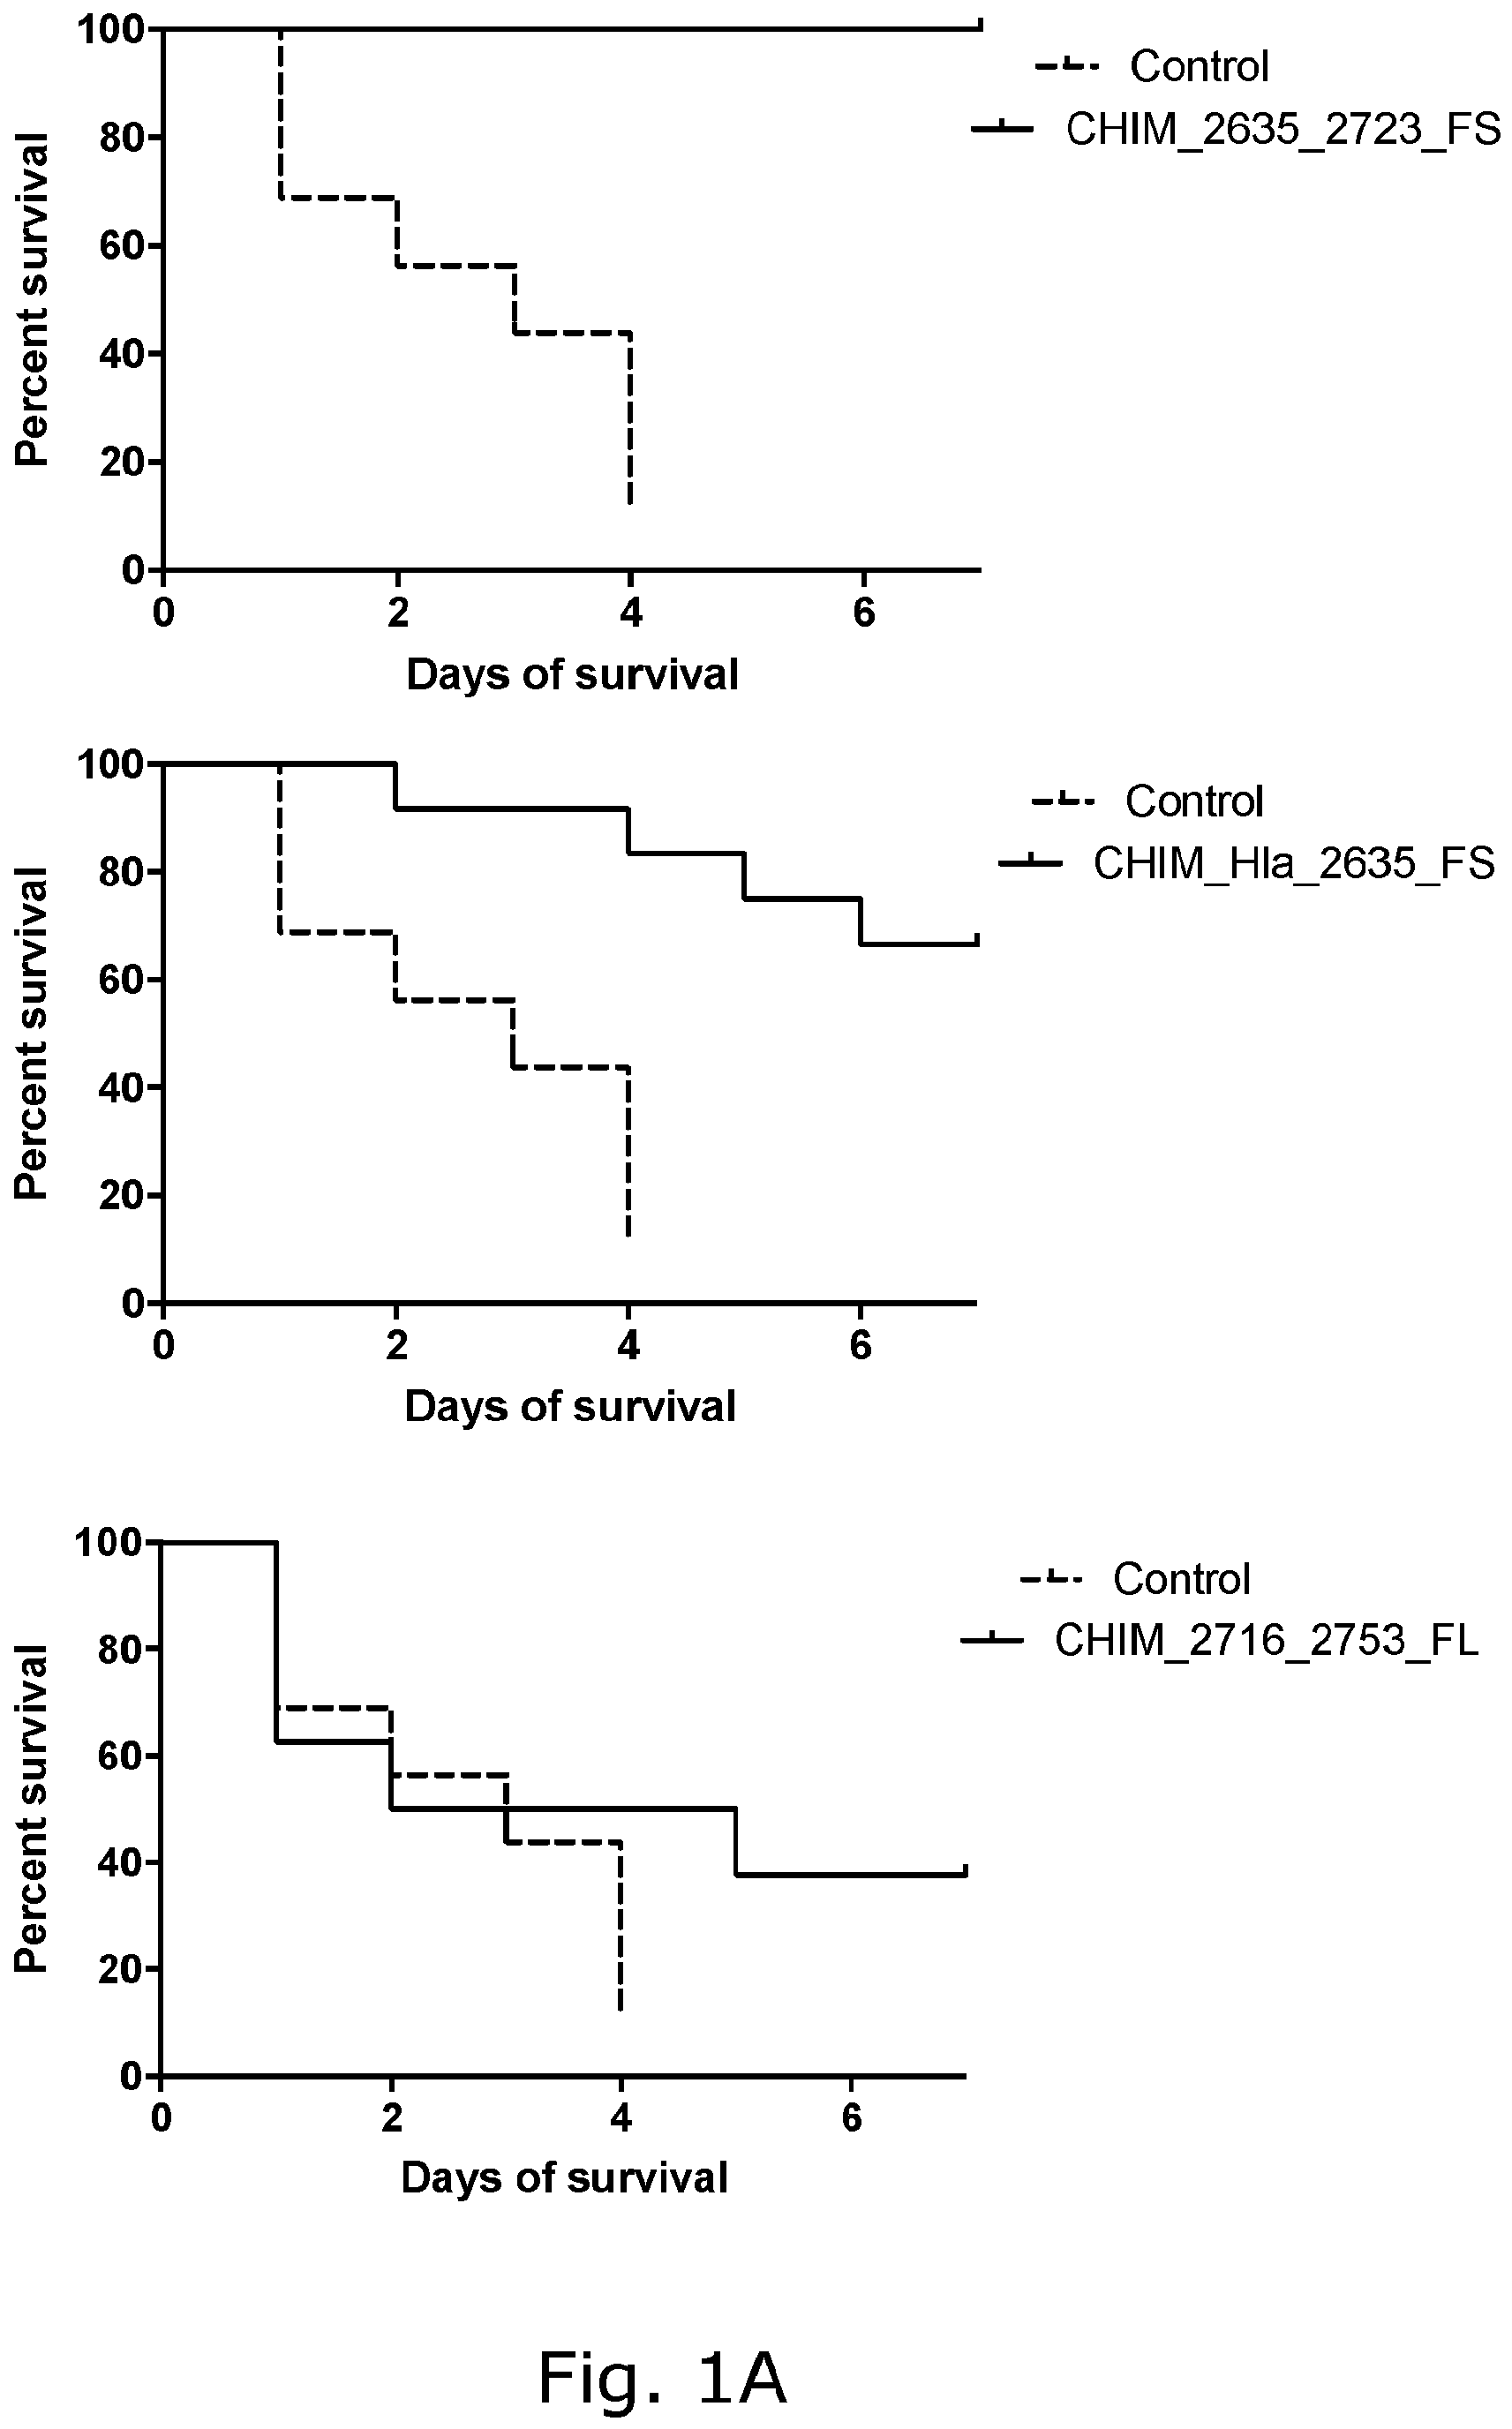 100
80
60
40
20
0
Percent survival
0 2 4 6
Days of survival
Control
CHIM_2635_2723_FS
100
80
60
40
20
0
Percent survival
0 2 4 6
Days of survival
Control
CHIM_Hla_2635_FS
100
80
60
40
20
0
Percent survival
0 2 4 6
Days of survival
Control
CHIM_2716_2753_FL
Fig. 1A